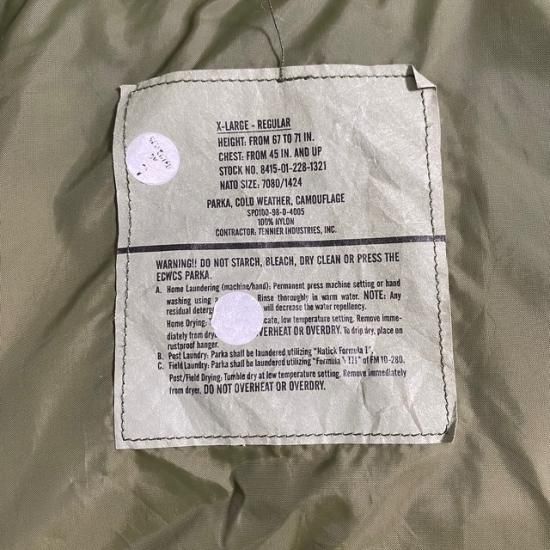 X-LARGE - REGULAR
HEIGHT: FROM 67 TO 71 IN.
CHEST: FROM 45 IN. AND UP
STOCK NO. 8415-01-228-1321
NATO SIZE: 7080/1424
PARKA, COLD WEATHER, CAMOUFLAGE
SPO100-98-D-4005
100% NYLON
CONTRACTOR: TENNIER INDUSTRIES, INC.
WARNING!! DO NOT STARCH, BLEACH, DRY CLEAN OR PRESS THE
ECWCS PARKA.
A. Home Laundering (machine/hand): Permanent press machine setting or hand
washing using a Rinse thoroughly in warm water. NOTE: Any
residual will decrease the water repellency.
Home Drying: low temperature setting. Remove imme-
diately from OVERHEAT OR OVERDRY. To drip dry, place on
rustproof hanger.
B. Post Laundry: Parka shall be laundered utilizing "Natick Formula I".
C. Field Laundry: Parka shall be laundered utilizing "Formula VIII" of FM 10-280.
Post/Field Drying: Tumble dry at low temperature setting. Remove immediately
from dryer. DO NOT OVERHEAT OR OVERDRY.